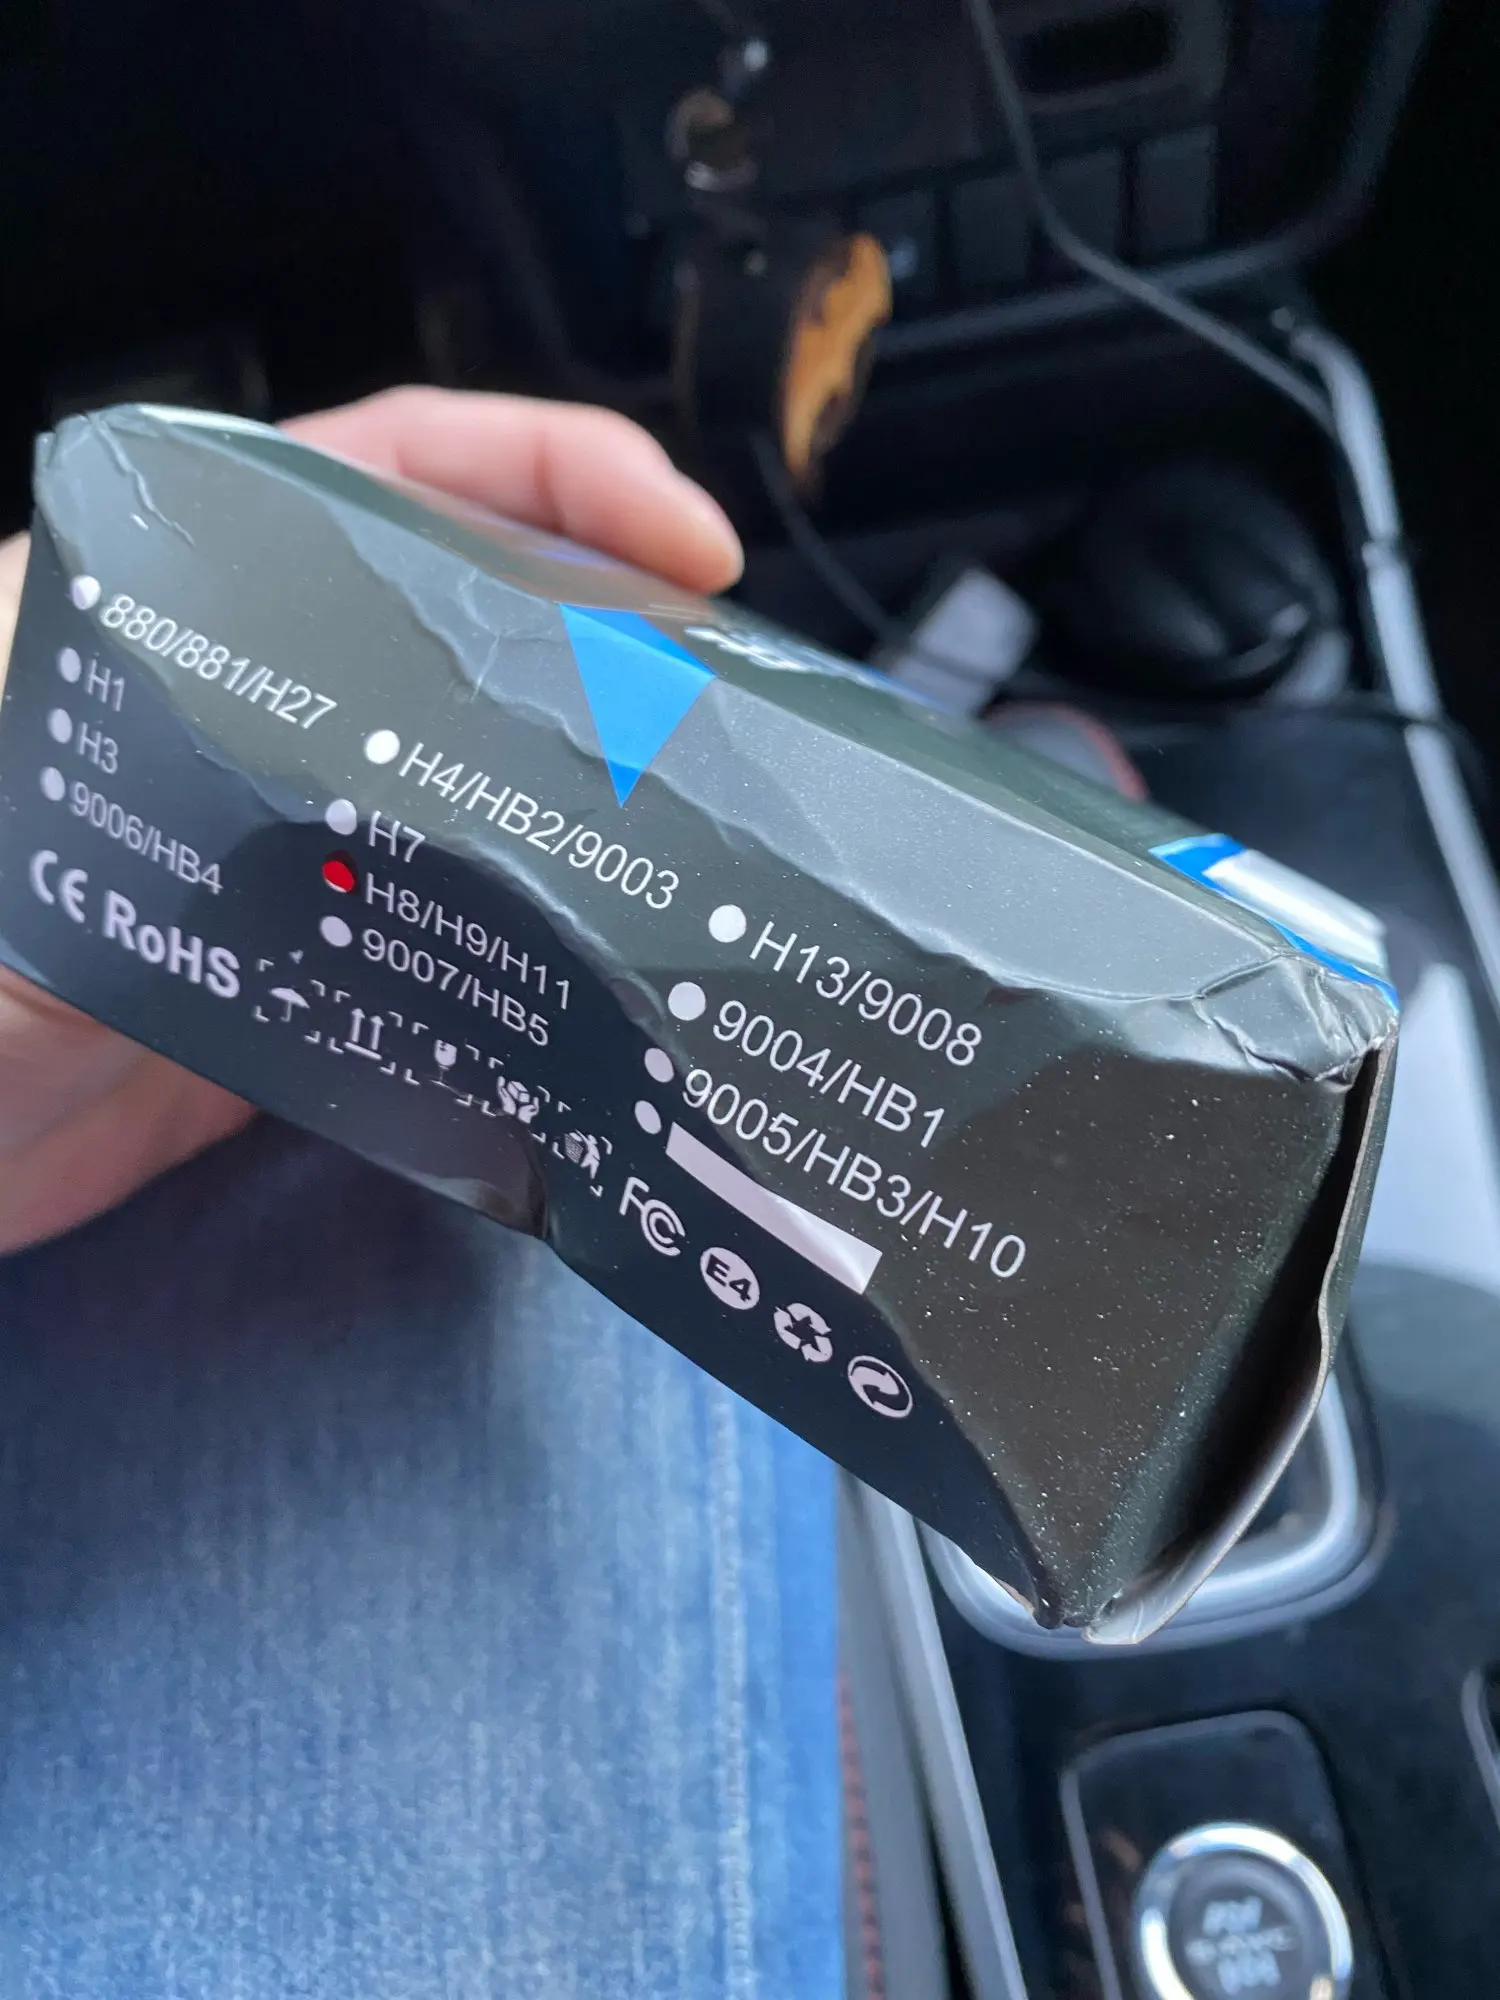 880/881/H27
H1
H3
9006/HB4
H4/HB2/9003
H7
H8/H9/H11
9007/HB5
H13/9008
9004/HB1
9005/HB3/H10
CE RoHS
FC E4